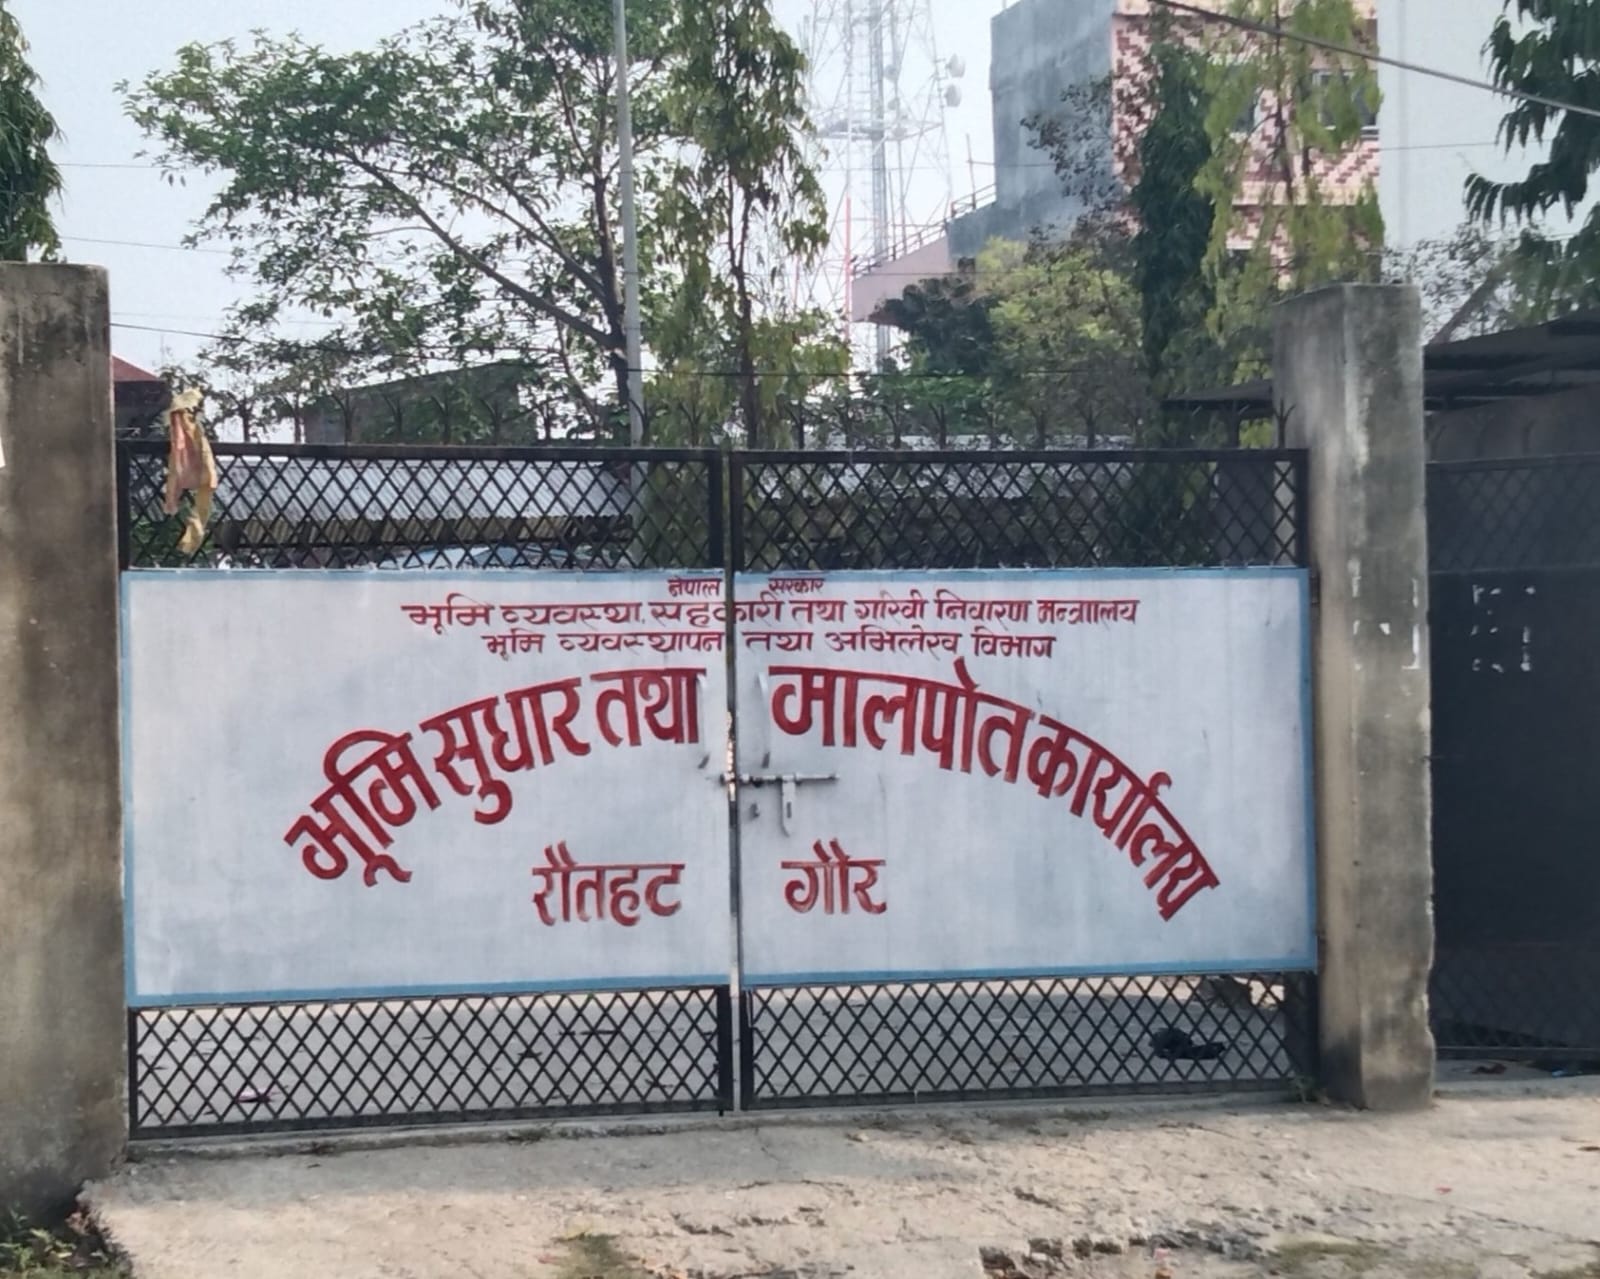 नेपाल सरकार
भूमि व्यवस्था, सहकारी तथा गरिवी निवारण मन्त्राालय
भूमि व्यवस्थापन तथा अभिलेख विभाग
भूमि सुधार तथा मालपोत कार्यालय
रौतहट गौर